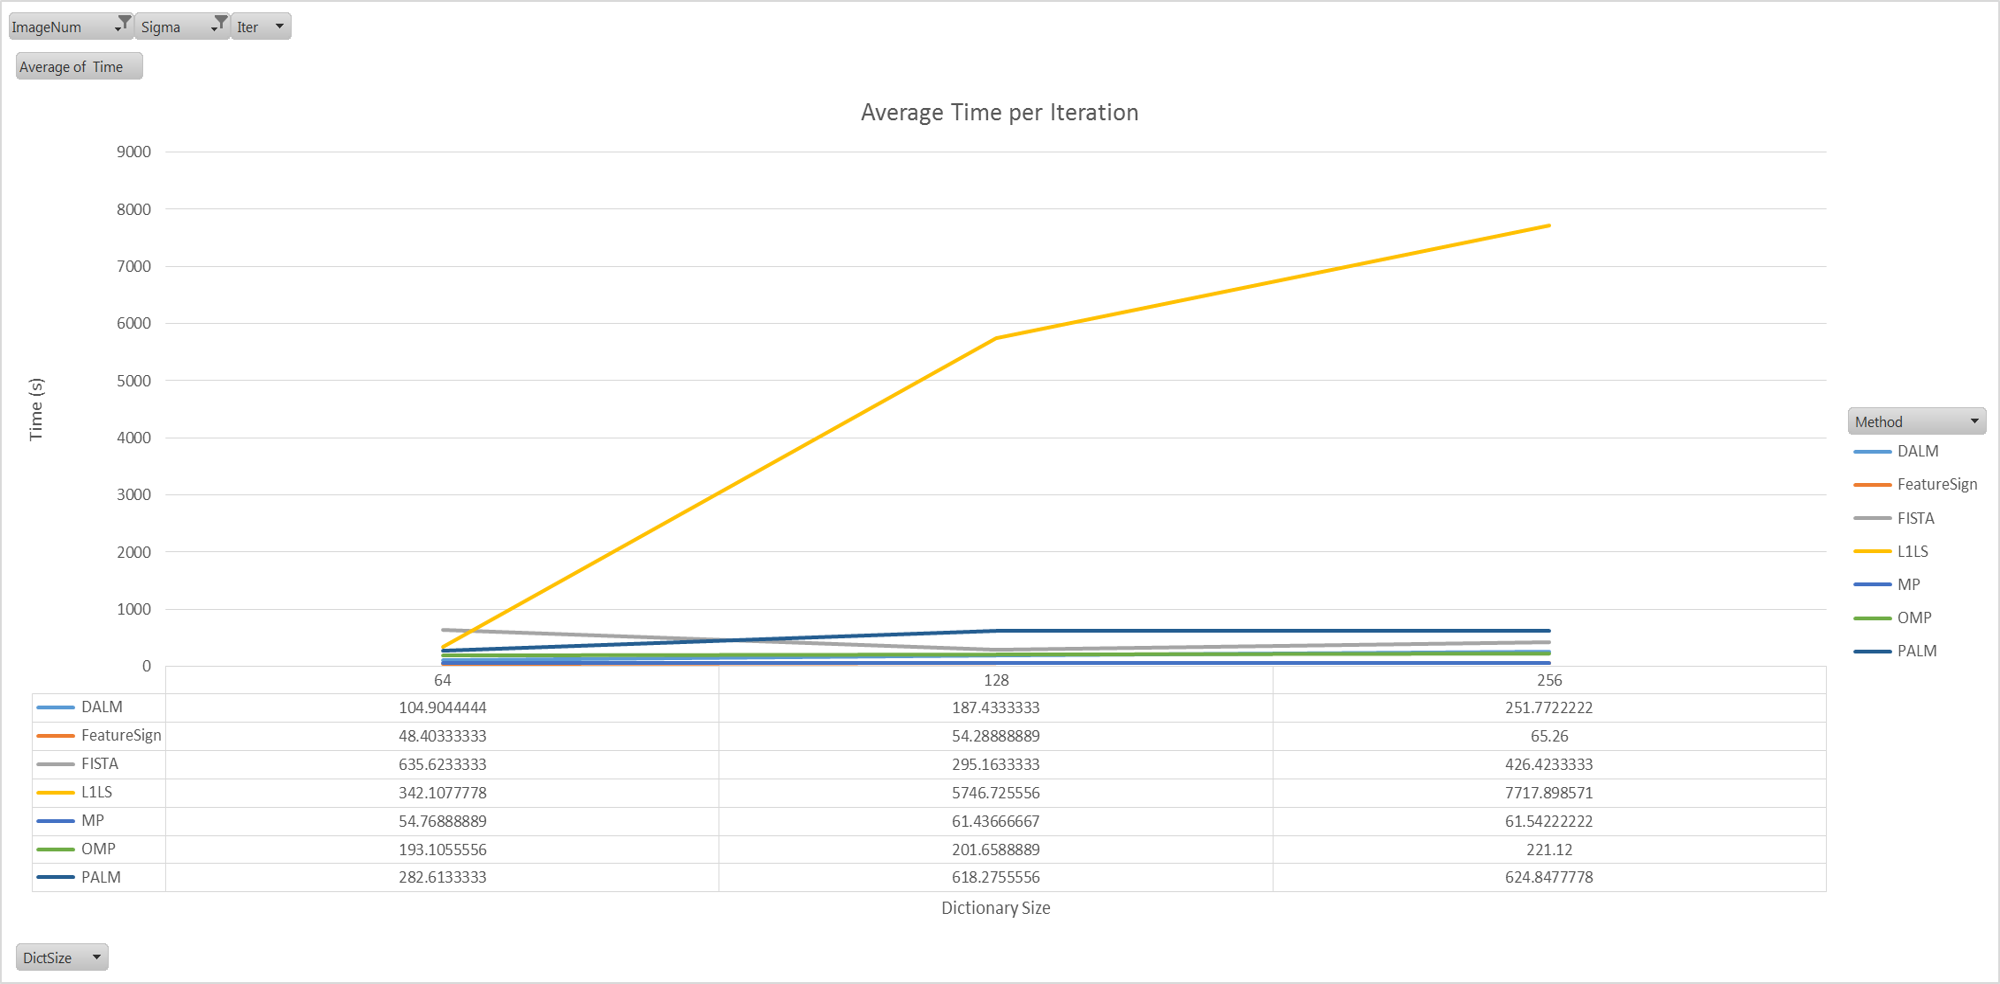 ImageNum Sigma Iter
Average of Time
Average Time per Iteration
9000
8000
7000
6000
5000
4000
3000
2000
1000
0
Time (s)
64 128 256
DALM 104.9044444 187.4333333 251.7722222
FeatureSign 48.40333333 54.28888889 65.26
FISTA 635.6233333 295.1633333 426.4233333
L1LS 342.1077778 5746.725556 7717.898571
MP 54.76888889 61.43666667 61.54222222
OMP 193.1055556 201.6588889 221.12
PALM 282.6133333 618.2755556 624.8477778
Dictionary Size
Method
DALM
FeatureSign
FISTA
L1LS
MP
OMP
PALM
DictSize